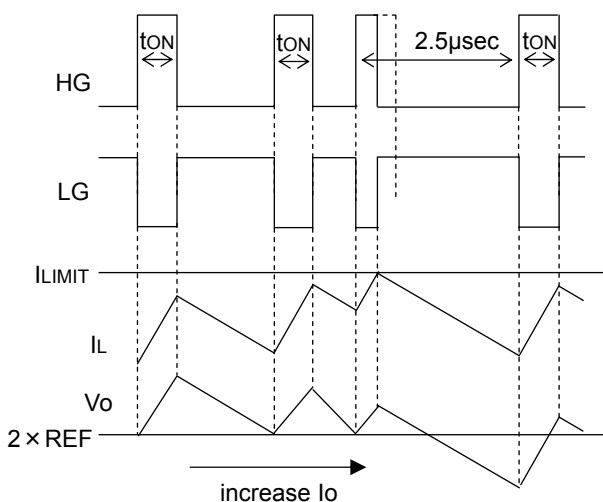 tON tON 2.5μsec tON
HG
LG
ILIMIT
IL
Vo
2×REF
increase Io